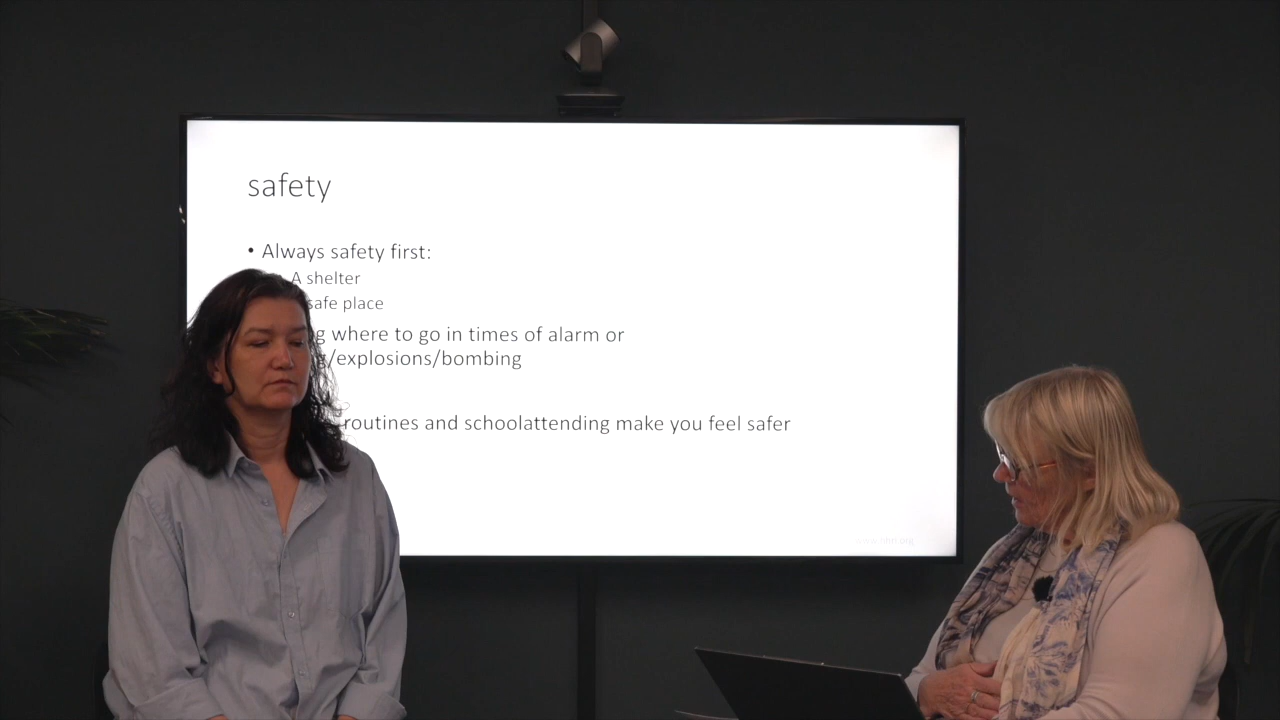 safety
• Always safety first:
A shelter
safe place
where to go in times of alarm or
/explosions/bombing
routines and schoolattending make you feel safer